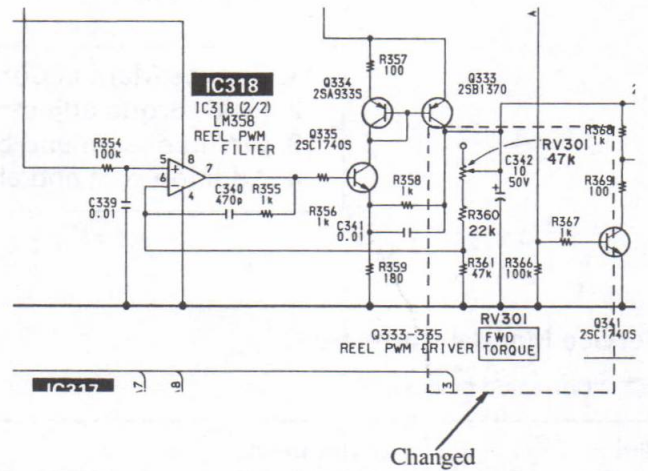 A
R357
100
Q334
2SA933S
Q333
2SB1370
IC318
IC318 (2/2)
LM358
REEL PWM
FILTER
Q335
2SC1740S
R354
100k
C339
0.01
5
6
8
7
4
C340
470p
R355
1k
R356
1k
R358
1k
C341
0.01
R359
180
RV301
47k
C342
10
50V
R360
22k
R361
47k
R366
100k
R367
1k
R368
1k
R369
100
Q341
2SC1740S
Q333-335
REEL PWM DRIVER
RV301
FWD
TORQUE
IC317
7
8
3
Changed